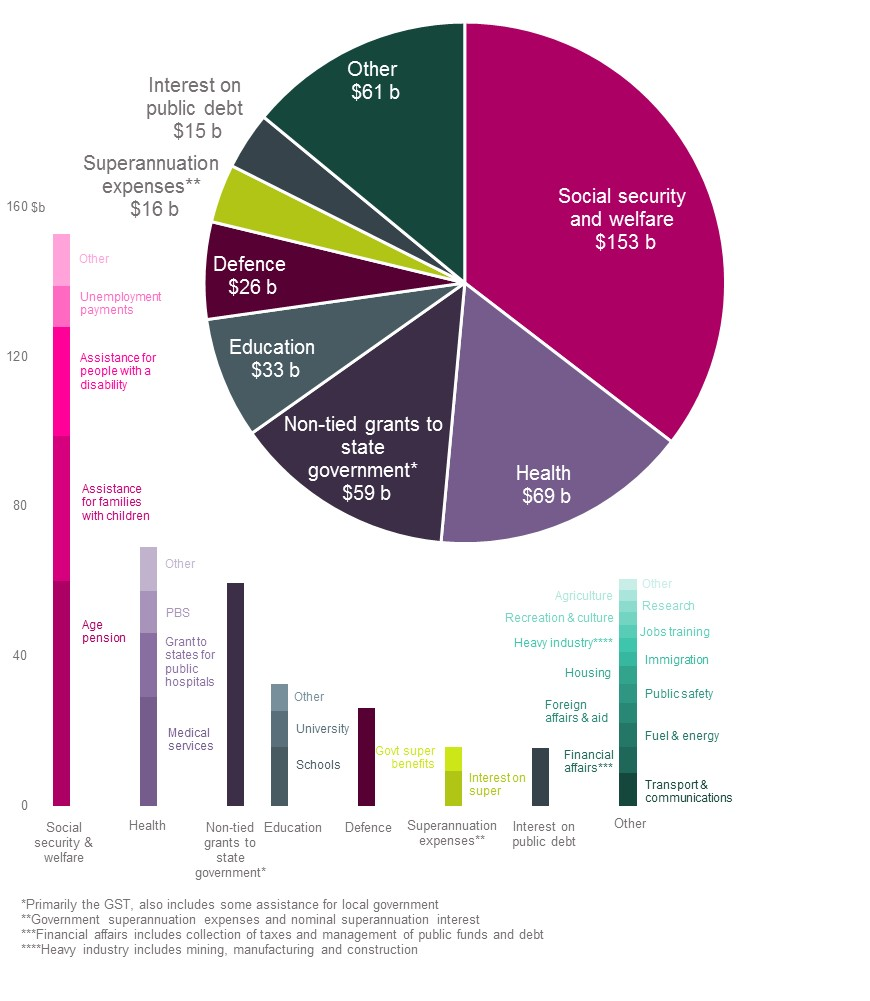 Other
$61 b
Interest on
public debt
$15 b
Superannuation
expenses**
$16 b
Social security
and welfare
$153 b
Defence
$26 b
Education
$33 b
Non-tied grants to
state
government*
$59 b
Health
$69 b
160 $b
120
80
40
0
Other
Unemployment
payments
Assistance for
people with a
disability
Assistance
for families
with children
Age
pension
Other
PBS
Grant to
states for
public
hospitals
Medical
services
Other
University
Schools
Govt super
benefits
Interest on
super
Other
Agriculture
Research
Recreation & culture
Jobs training
Heavy industry****
Immigration
Housing
Public safety
Foreign
affairs & aid
Fuel & energy
Financial
affairs***
Transport &
communications
Social
security &
welfare
Health
Non-tied
grants to
state
government*
Education
Defence
Superannuation
expenses**
Interest on
public debt
Other
*Primarily the GST, also includes some assistance for local government
**Government superannuation expenses and nominal superannuation interest
***Financial affairs includes collection of taxes and management of public funds and debt
****Heavy industry includes mining, manufacturing and construction